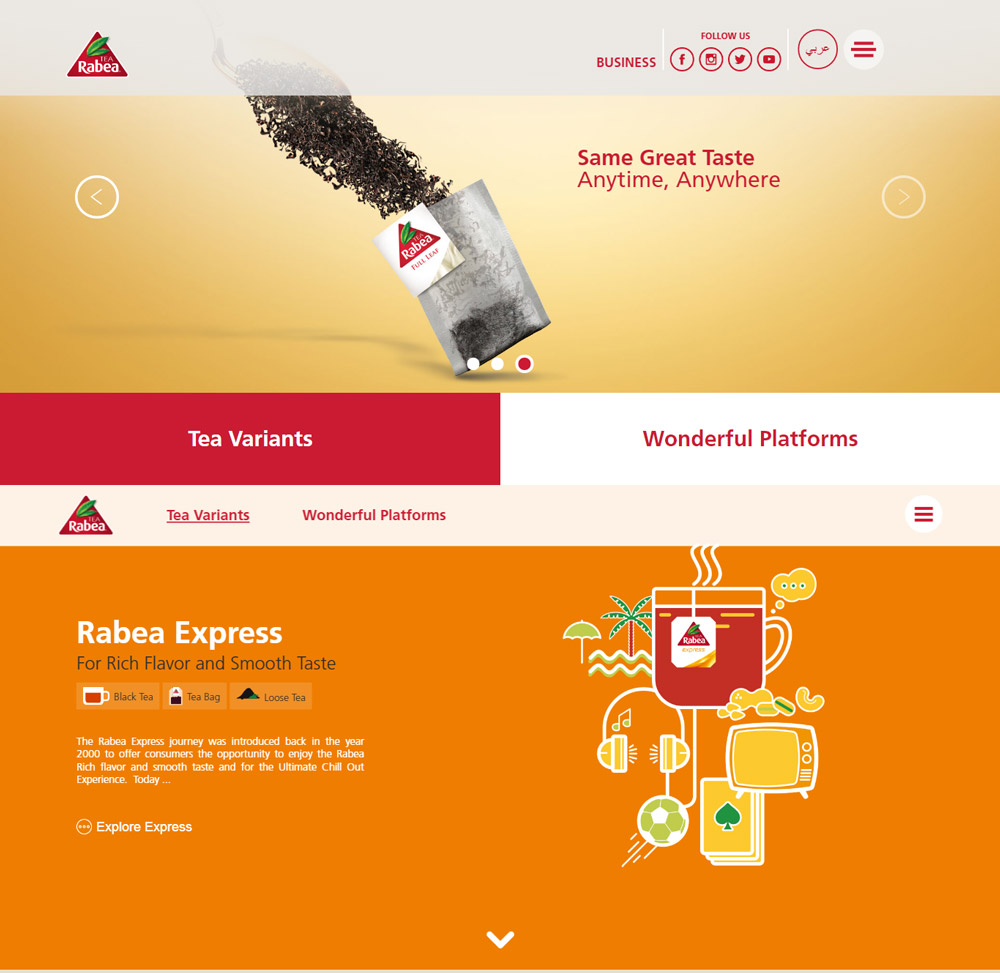 TEA
Rabea
BUSINESS
FOLLOW US
عربي
Same Great Taste
Anytime, Anywhere
TEA
Rabea
FULL LEAF
Tea Variants
Wonderful Platforms
TEA
Rabea
Tea Variants
Wonderful Platforms
Rabea Express
For Rich Flavor and Smooth Taste
Black Tea
Tea Bag
Loose Tea
The Rabea Express journey was introduced back in the year
2000 to offer consumers the opportunity to enjoy the Rabea
Rich flavor and smooth taste and for the Ultimate Chill Out
Experience. Today ...
Explore Express
Rabea
express